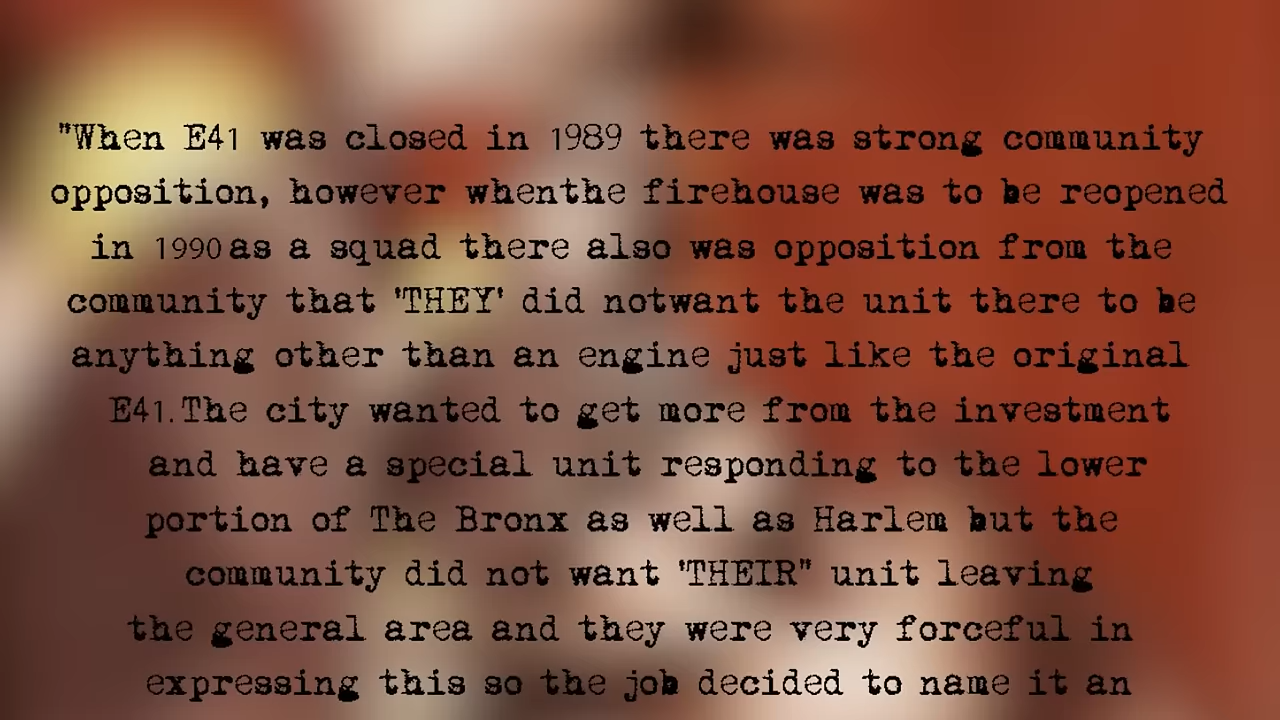 "When E41 was closed in 1989 there was strong community
opposition, however whenthe firehouse was to be reopened
in 1990 as a squad there also was opposition from the
community that 'THEY' did notwant the unit there to be
anything other than an engine just like the original
E41.The city wanted to get more from the investment
and have a special unit responding to the lower
portion of The Bronx as well as Harlem but the
community did not want 'THEIR" unit leaving
the general area and they were very forceful in
expressing this so the job decided to name it an